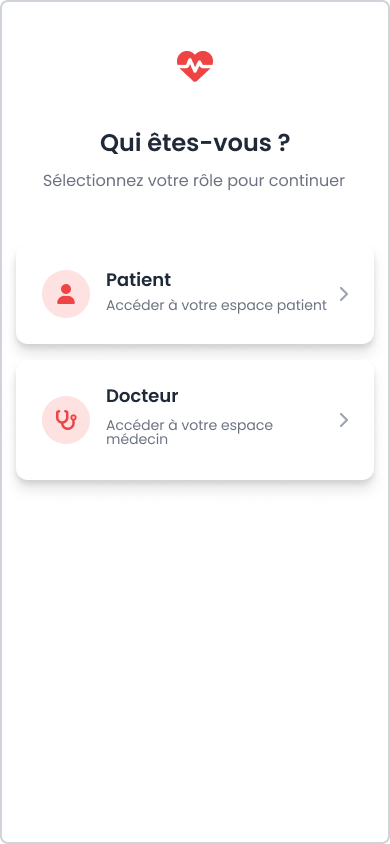 Qui êtes-vous ?
Sélectionnez votre rôle pour continuer
Patient
Accéder à votre espace patient
Docteur
Accéder à votre espace
médecin